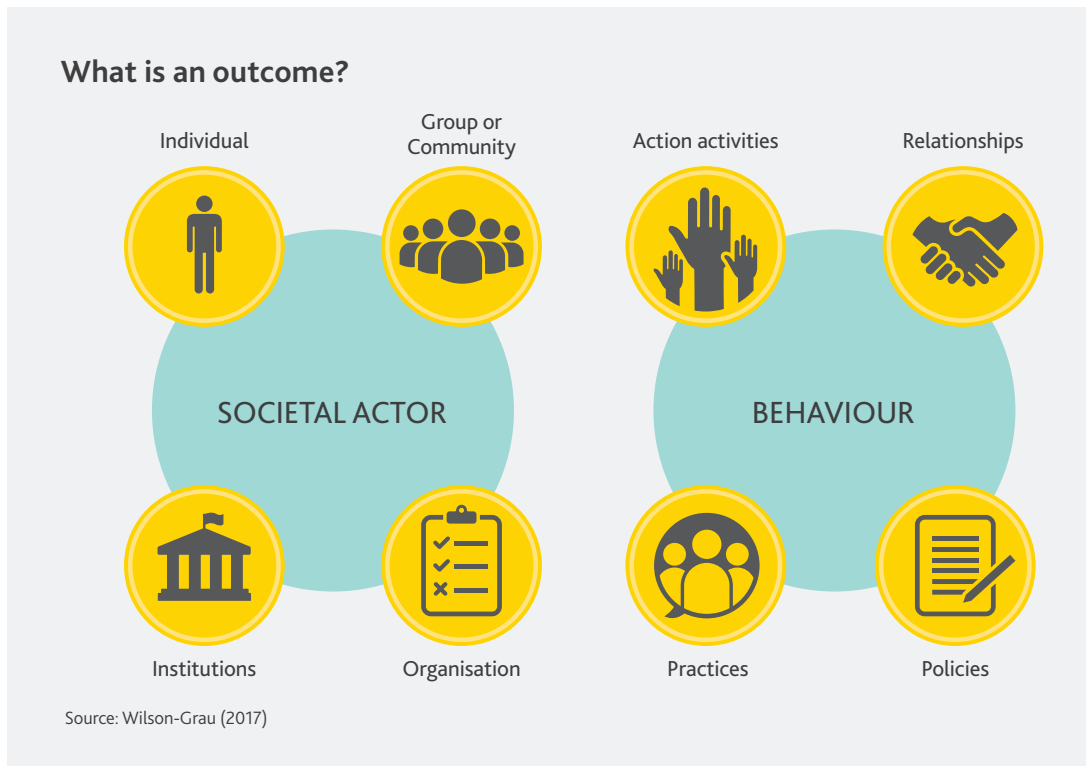 What is an outcome?
Individual
Group or
Community
Action activities
Relationships
SOCIETAL ACTOR
BEHAVIOUR
Institutions
Organisation
Practices
Policies
Source: Wilson-Grau (2017)